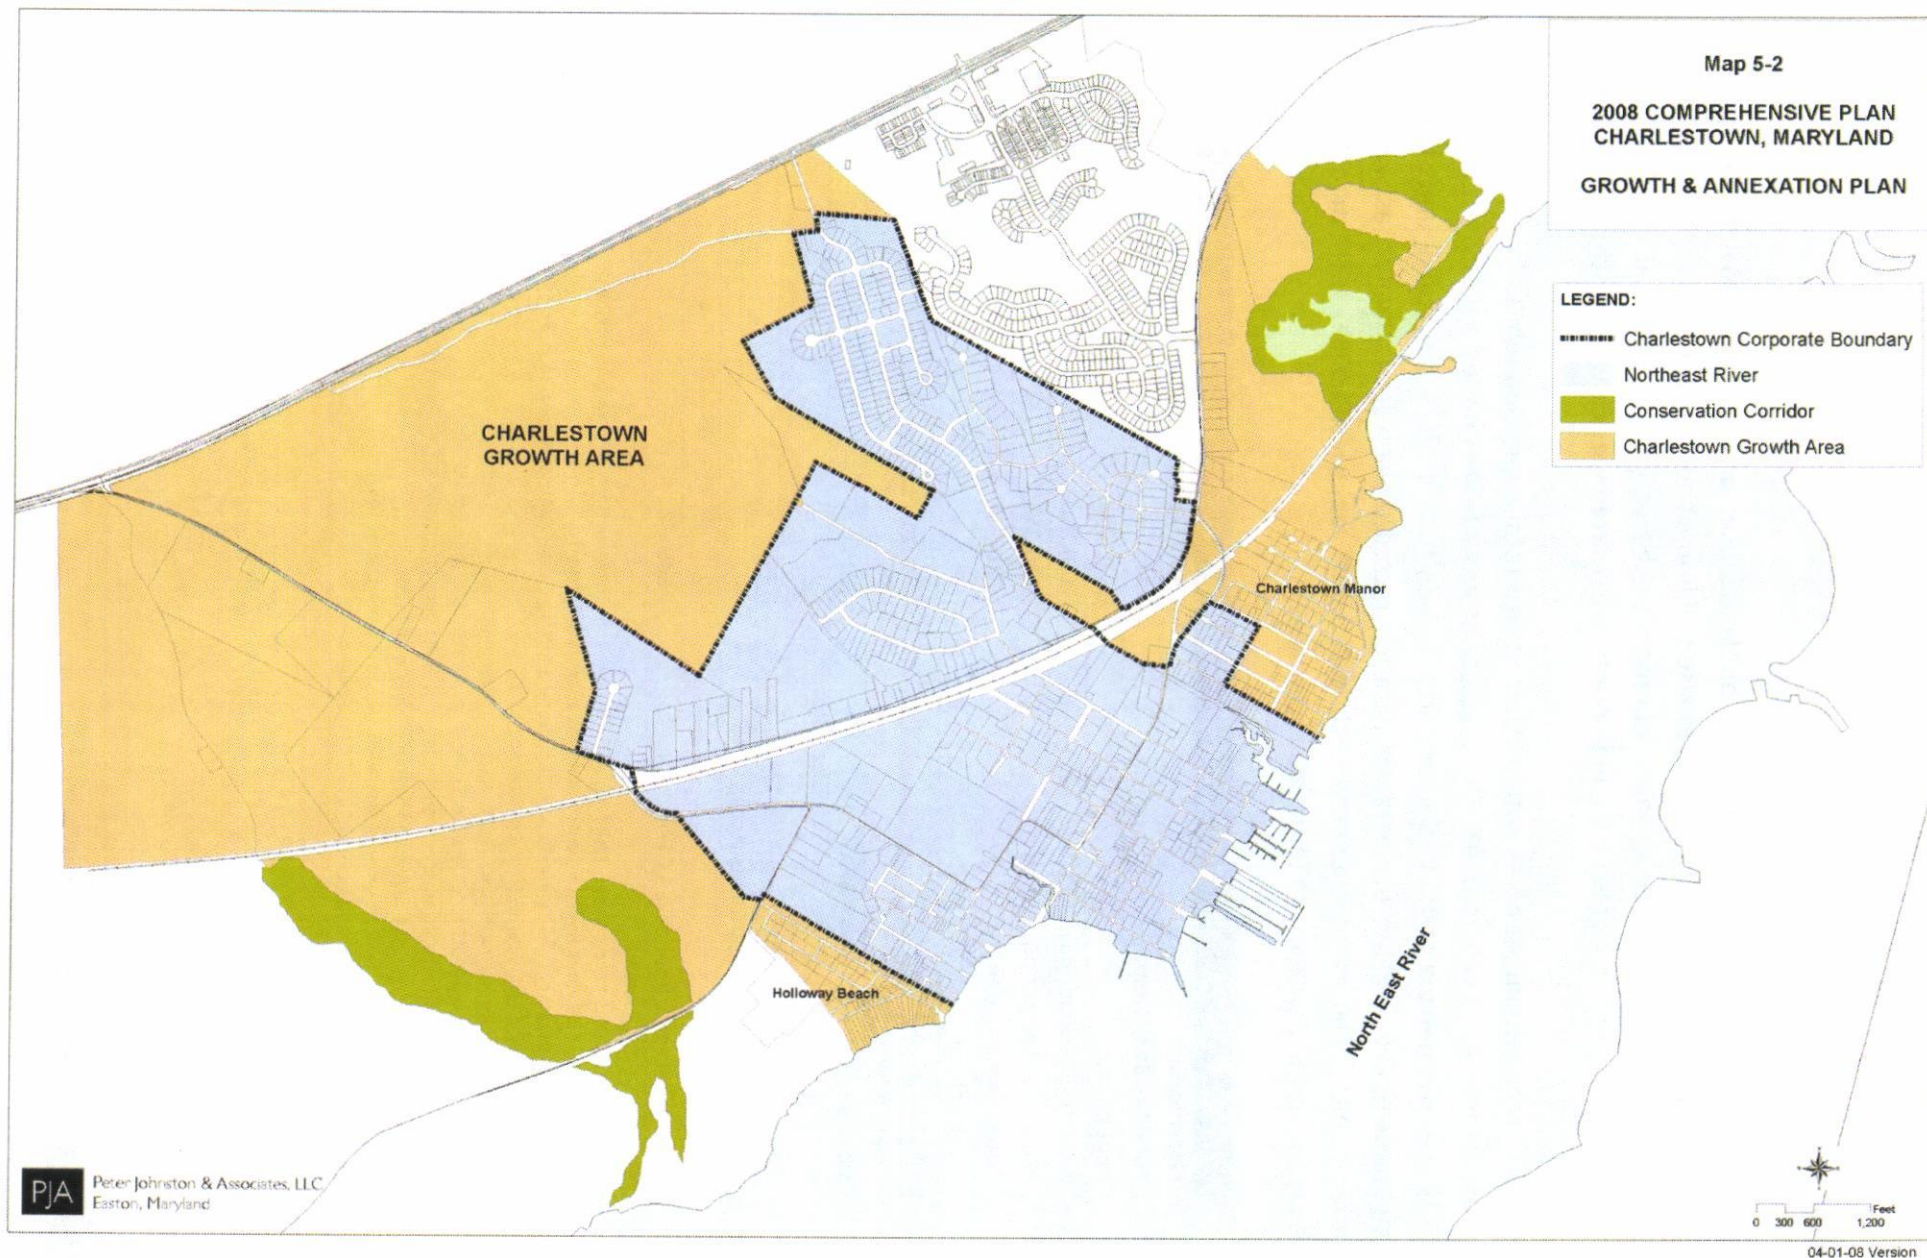 Map 5-2
2008 COMPREHENSIVE PLAN
CHARLESTOWN, MARYLAND
GROWTH & ANNEXATION PLAN
LEGEND:
Charlestown Corporate Boundary
Northeast River
Conservation Corridor
Charlestown Growth Area
CHARLESTOWN
GROWTH AREA
Charlestown Manor
Holloway Beach
North East River
PJA
Peter Johnston & Associates, LLC
Easton, Maryland
Feet
0 300 600 1,200
04-01-08 Version